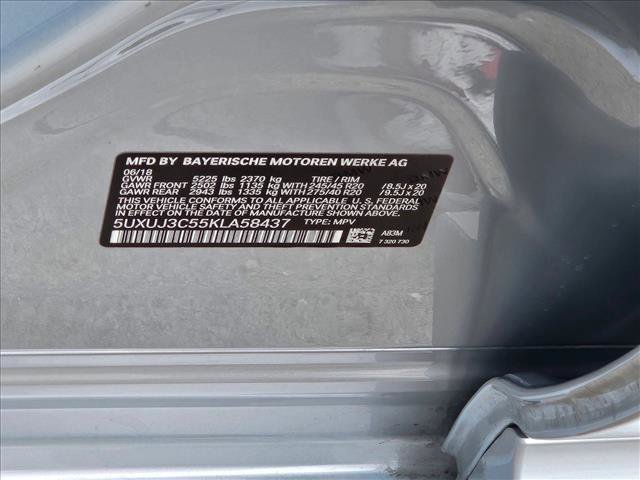 MFD BY BAYERISCHE MOTOREN WERKE AG
06/18
GVWR 5225 lbs 2370 kg TIRE / RIM
GAWR FRONT 2502 lbs 1135 kg WITH 245/45 R20 /8.5J x 20
GAWR REAR 2943 lbs 1335 kg WITH 275/40 R20 /9.5J x 20
THIS VEHICLE CONFORMS TO ALL APPLICABLE U.S. FEDERAL
MOTOR VEHICLE SAFETY AND THEFT PREVENTION STANDARDS
IN EFFECT ON THE DATE OF MANUFACTURE SHOWN ABOVE.
5UXUJ3C55KLA58437 TYPE: MPV
A83M
7 320 730